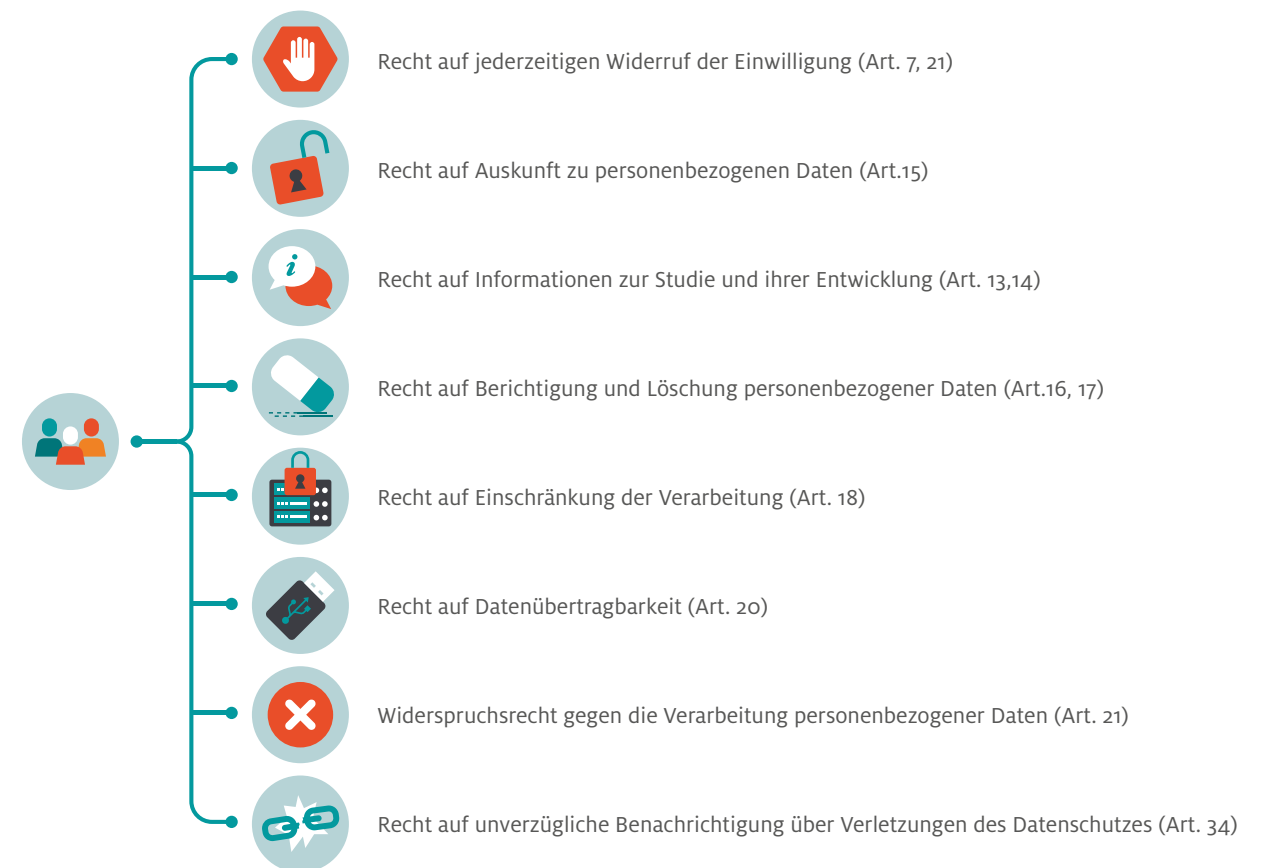 Recht auf jederzeitigen Widerruf der Einwilligung (Art. 7, 21)
Recht auf Auskunft zu personenbezogenen Daten (Art.15)
i
Recht auf Informationen zur Studie und ihrer Entwicklung (Art. 13,14)
Recht auf Berichtigung und Löschung personenbezogener Daten (Art.16, 17)
Recht auf Einschränkung der Verarbeitung (Art. 18)
Recht auf Datenübertragbarkeit (Art. 20)
Widerspruchsrecht gegen die Verarbeitung personenbezogener Daten (Art. 21)
Recht auf unverzügliche Benachrichtigung über Verletzungen des Datenschutzes (Art. 34)